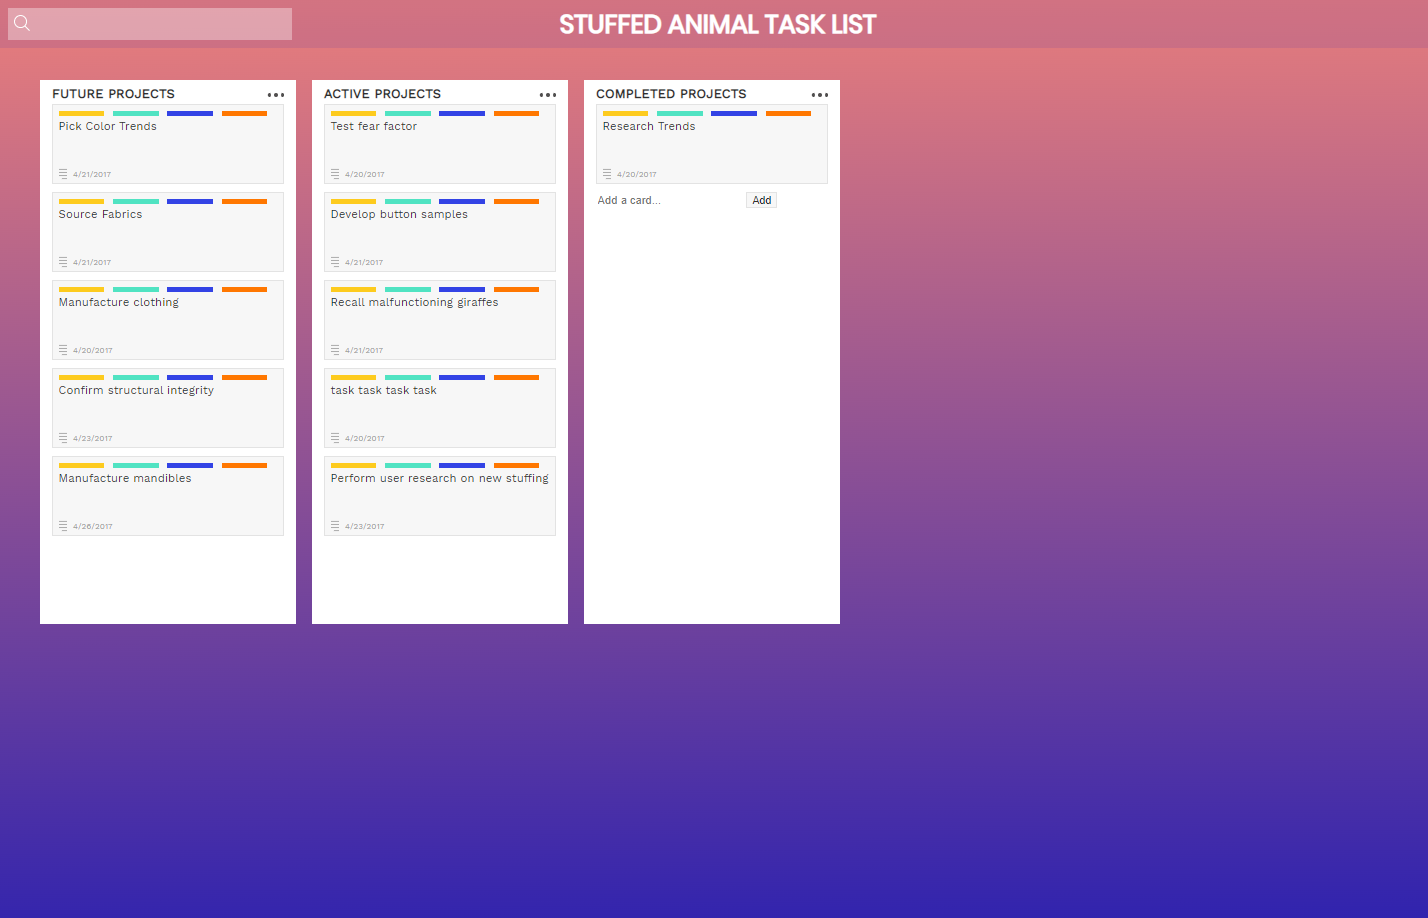 STUFFED ANIMAL TASK LIST
FUTURE PROJECTS
Pick Color Trends
4/21/2017
Source Fabrics
4/21/2017
Manufacture clothing
4/20/2017
Confirm structural integrity
4/23/2017
Manufacture mandibles
4/26/2017
ACTIVE PROJECTS
Test fear factor
4/20/2017
Develop button samples
4/21/2017
Recall malfunctioning giraffes
4/21/2017
task task task task
4/20/2017
Perform user research on new stuffing
4/23/2017
COMPLETED PROJECTS
Research Trends
4/20/2017
Add a card... Add